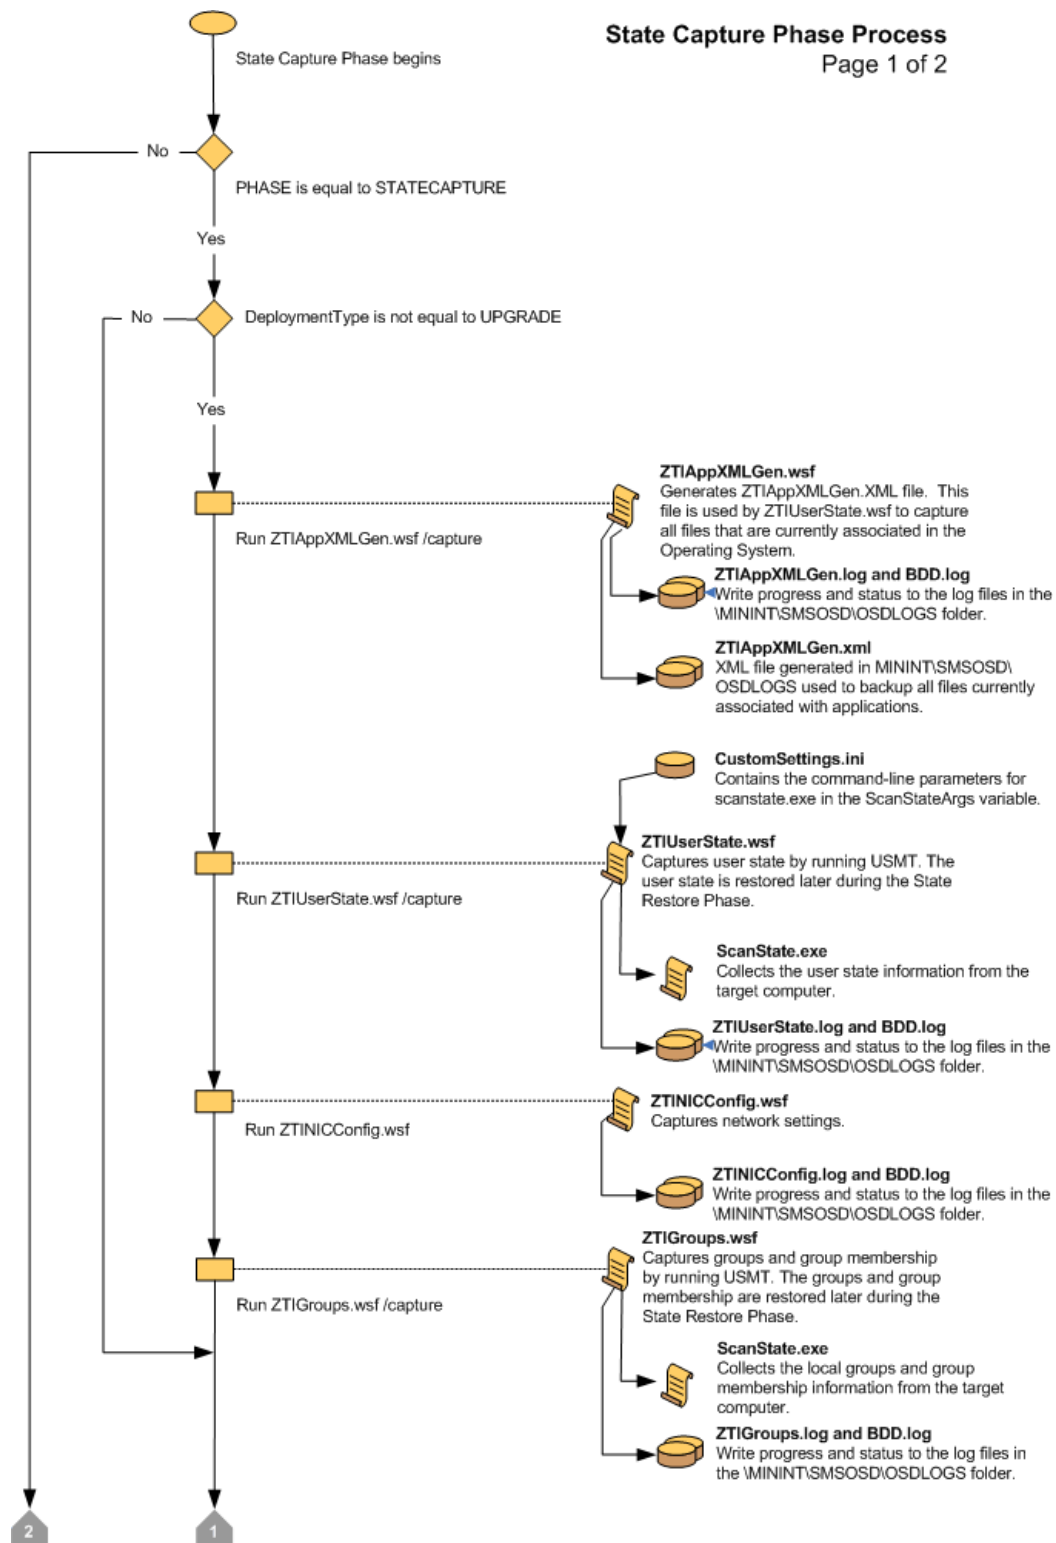 State Capture Phase Process
Page 1 of 2
State Capture Phase begins
No
PHASE is equal to STATECAPTURE
Yes
No
DeploymentType is not equal to UPGRADE
Yes
ZTIAppXMLGen.wsf
Generates ZTIAppXMLGen.XML file. This
file is used by ZTIUserState.wsf to capture
all files that are currently associated in the
Operating System.
Run ZTIAppXMLGen.wsf /capture
ZTIAppXMLGen.log and BDD.log
Write progress and status to the log files in the
\MININT\SMSOSD\OSDLOGS folder.
ZTIAppXMLGen.xml
XML file generated in MININT\SMSOSD\
OSDLOGS used to backup all files currently
associated with applications.
CustomSettings.ini
Contains the command-line parameters for
scanstate.exe in the ScanStateArgs variable.
ZTIUserState.wsf
Captures user state by running USMT. The
user state is restored later during the State
Restore Phase.
Run ZTIUserState.wsf /capture
ScanState.exe
Collects the user state information from the
target computer.
ZTIUserState.log and BDD.log
Write progress and status to the log files in the
\MININT\SMSOSD\OSDLOGS folder.
ZTINICConfig.wsf
Captures network settings.
Run ZTINICConfig.wsf
ZTINICConfig.log and BDD.log
Write progress and status to the log files in the
\MININT\SMSOSD\OSDLOGS folder.
ZTIGroups.wsf
Captures groups and group membership
by running USMT. The groups and group
membership are restored later during the
State Restore Phase.
Run ZTIGroups.wsf /capture
ScanState.exe
Collects the local groups and group
membership information from the target
computer.
ZTIGroups.log and BDD.log
Write progress and status to the log files in
the \MININT\SMSOSD\OSDLOGS folder.
2
1